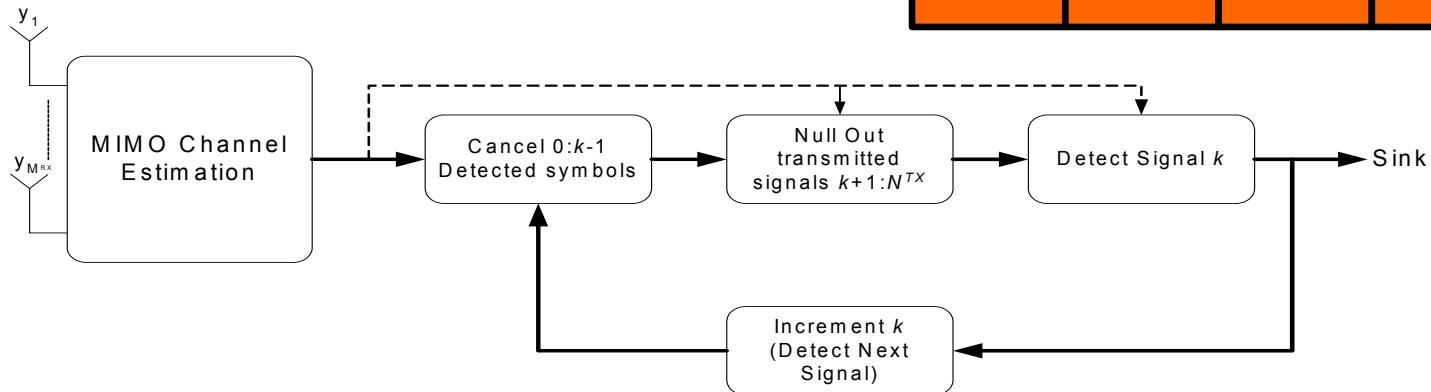 y1
yMRX
MIMO Channel
Estimation
Cancel 0:k-1
Detected symbols
Null Out
transmitted
signals k+1:N^TX
Detect Signal k
Sink
Increment k
(Detect Next
Signal)